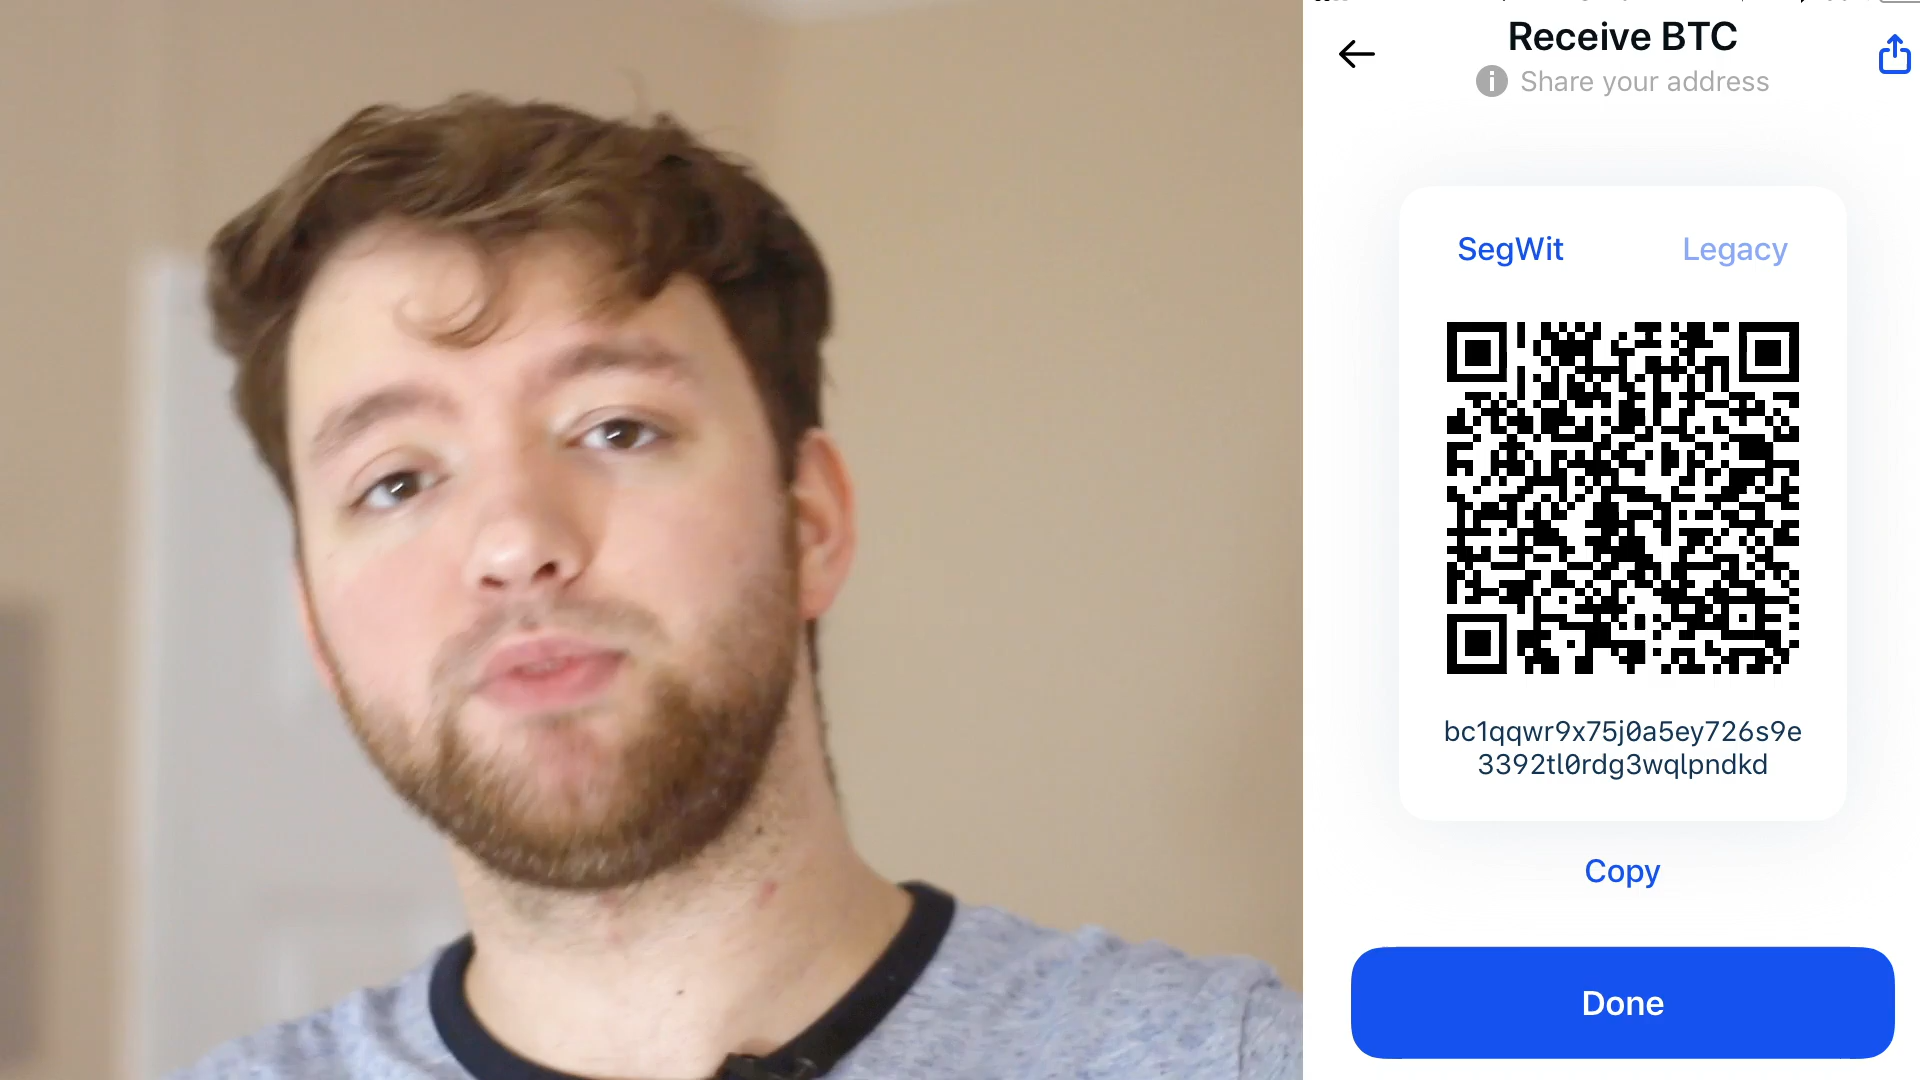 Receive BTC
Share your address
SegWit Legacy
bc1qqwr9x75j0a5ey726s9e
3392tl0rdg3wqlpndkd
Copy
Done